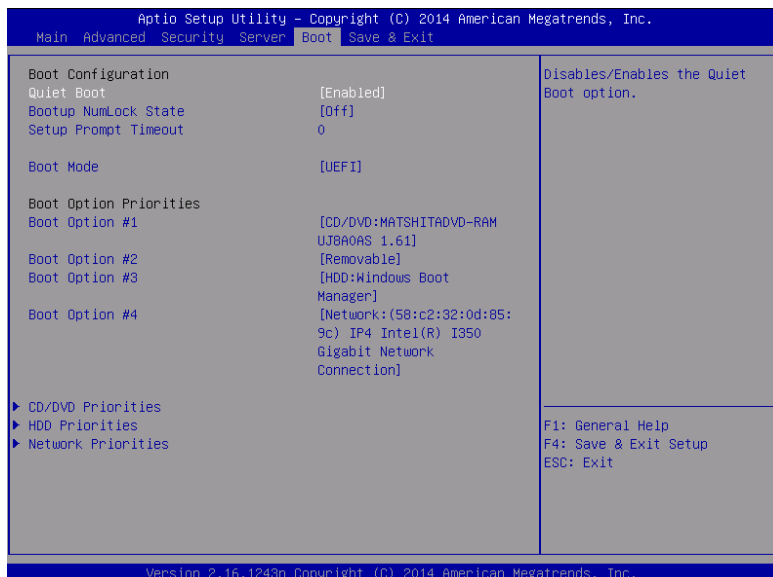 Aptio Setup Utility – Copyright (C) 2014 American Megatrends, Inc.
Main Advanced Security Server Boot Save & Exit
Boot Configuration
Quiet Boot [Enabled]
Bootup NumLock State [Off]
Setup Prompt Timeout 0
Boot Mode [UEFI]
Boot Option Priorities
Boot Option #1 [CD/DVD:MATSHITADVD-RAM
UJ8A0AS 1.61]
Boot Option #2 [Removable]
Boot Option #3 [HDD:Windows Boot
Manager]
Boot Option #4 [Network:(58:c2:32:0d:85:
9c) IP4 Intel(R) I350
Gigabit Network
Connection]
CD/DVD Priorities
HDD Priorities
Network Priorities
Disables/Enables the Quiet
Boot option.
F1: General Help
F4: Save & Exit Setup
ESC: Exit
Version 2.16.1243n Copyright (C) 2014 American Megatrends, Inc.